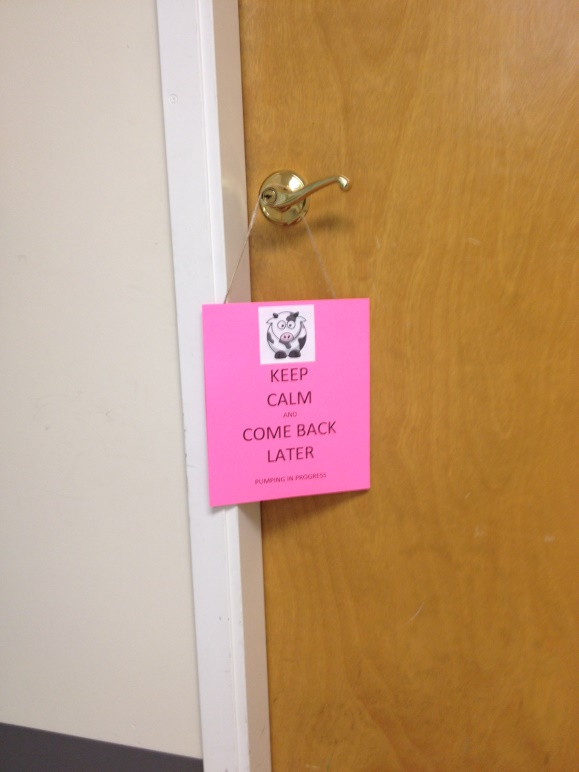 KEEP
CALM
AND
COME BACK
LATER
PUMPING IN PROGRESS